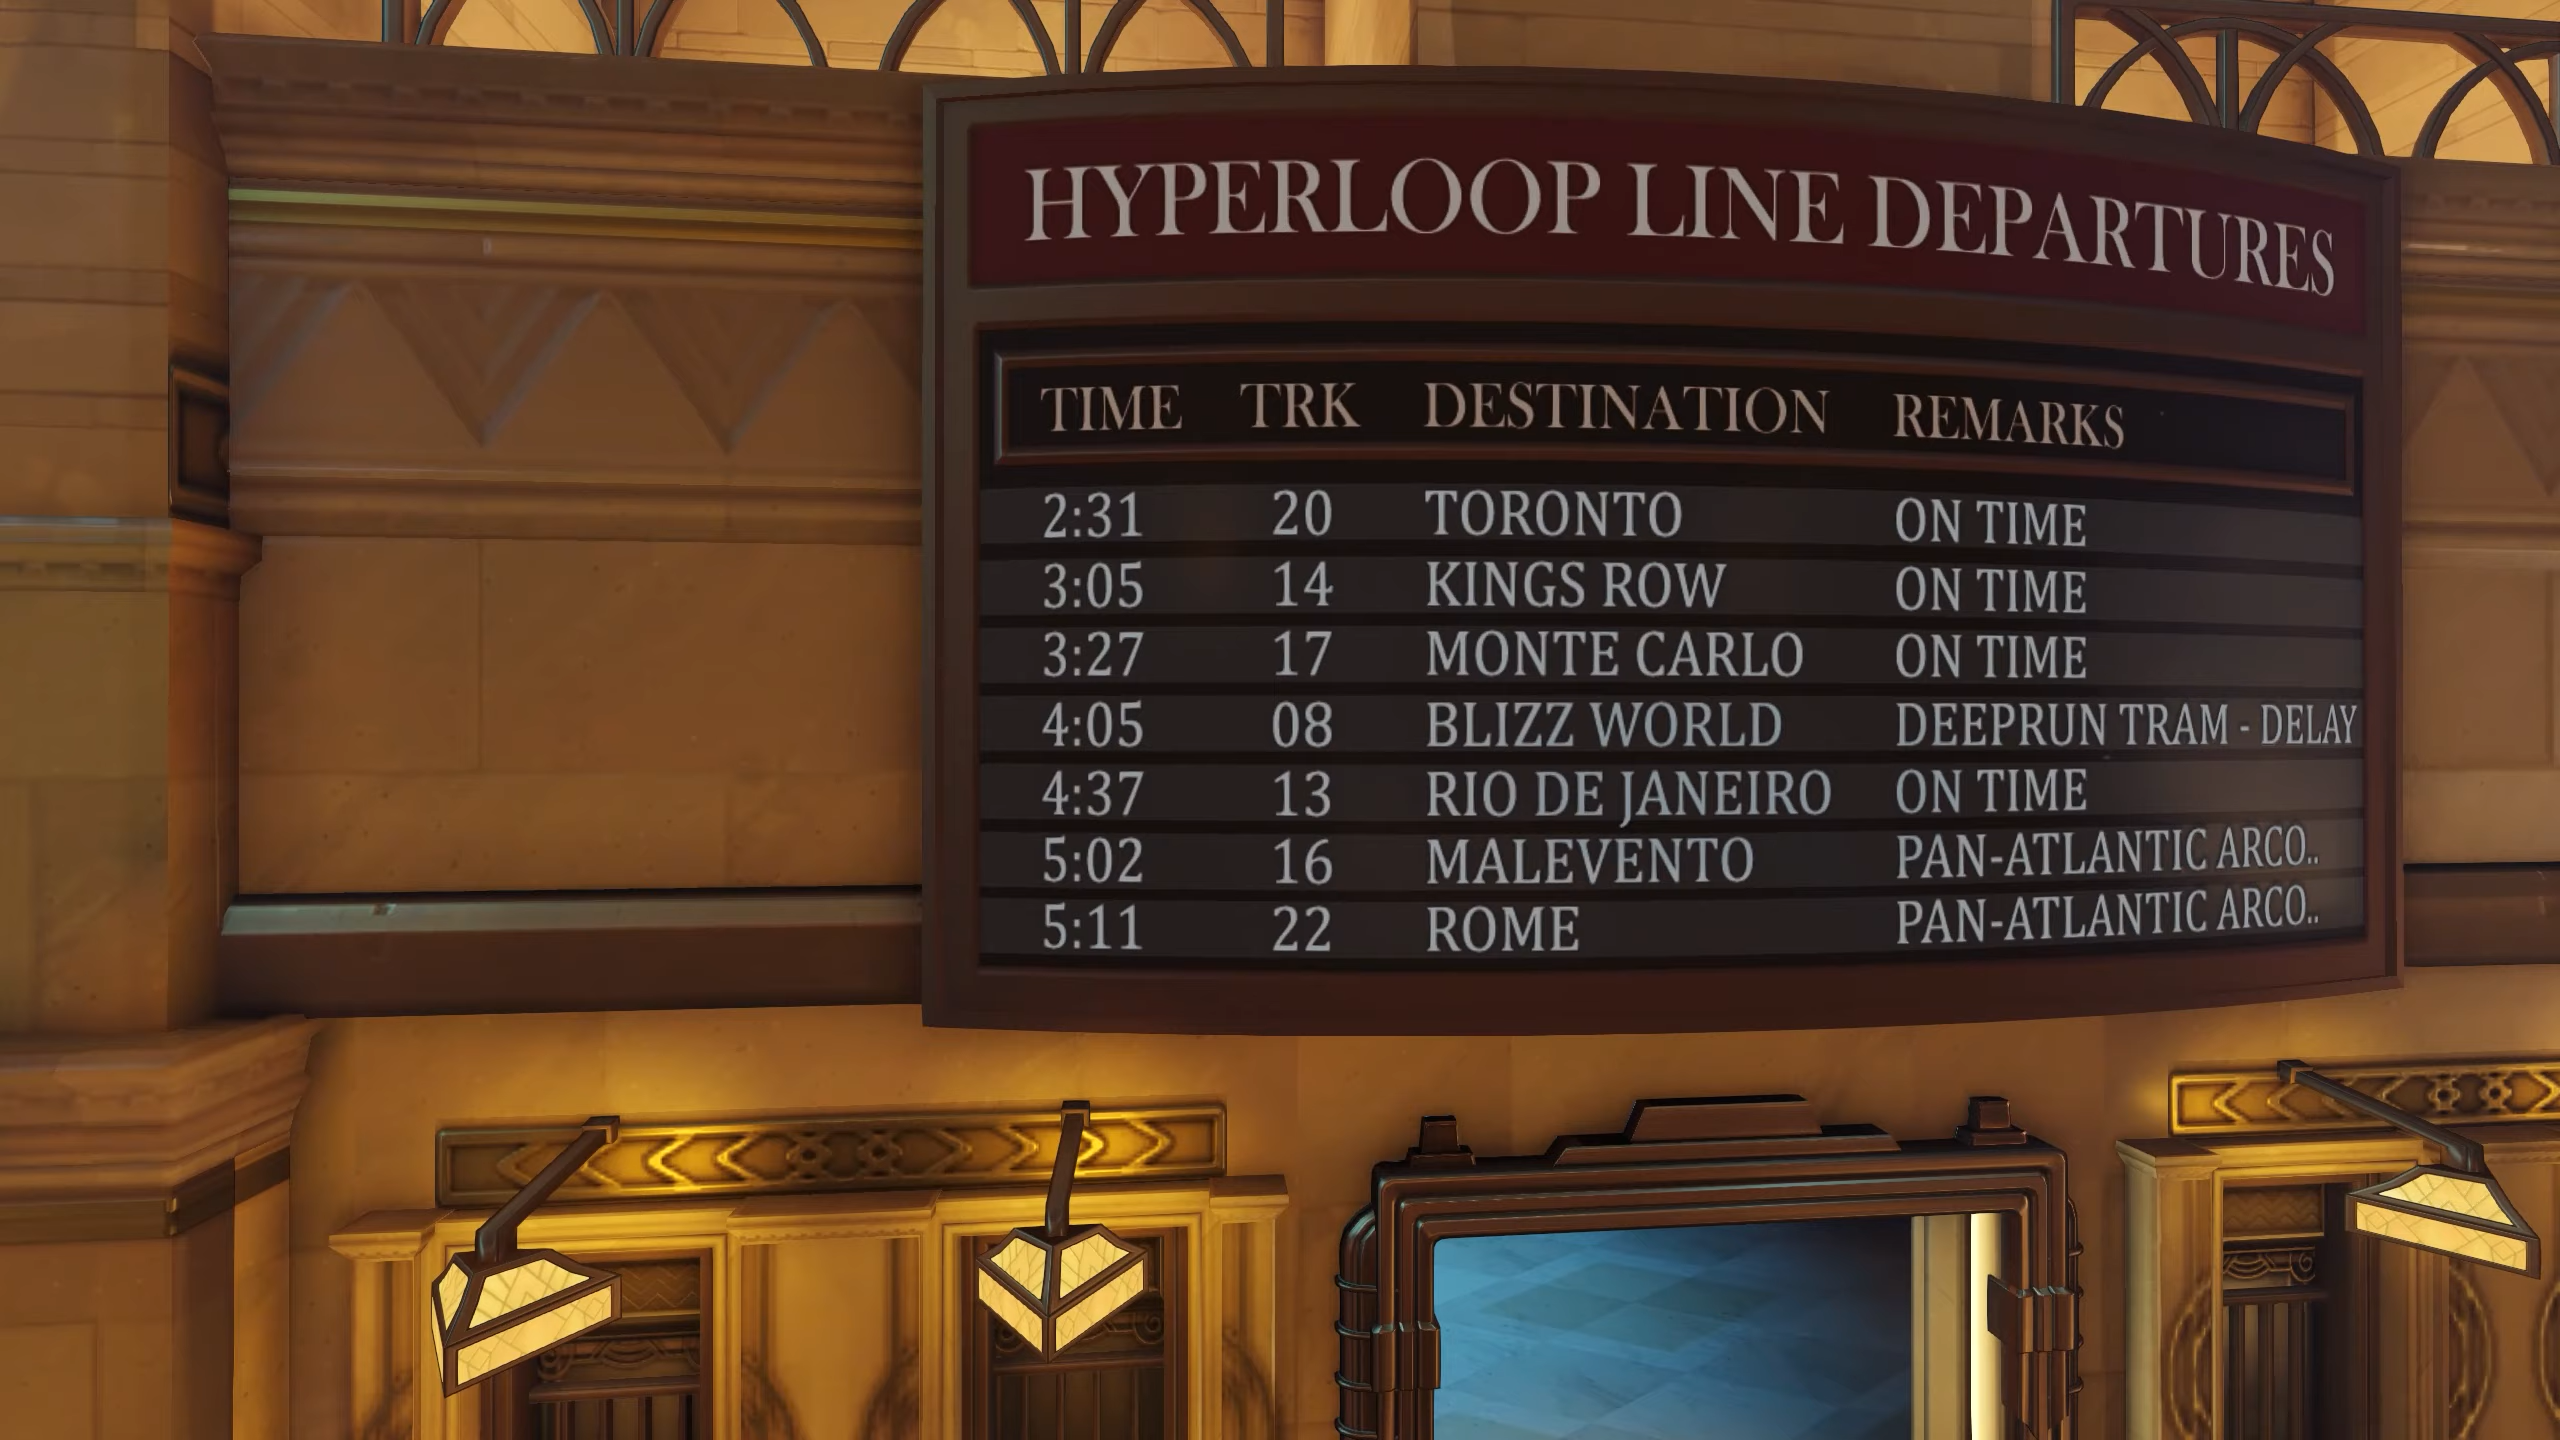 HYPERLOOP LINE DEPARTURES
TIME TRK DESTINATION REMARKS
2:31 20 TORONTO ON TIME
3:05 14 KINGS ROW ON TIME
3:27 17 MONTE CARLO ON TIME
4:05 08 BLIZZ WORLD DEEPRUN TRAM - DELAY
4:37 13 RIO DE JANEIRO ON TIME
5:02 16 MALEVENTO PAN-ATLANTIC ARCO..
5:11 22 ROME PAN-ATLANTIC ARCO..